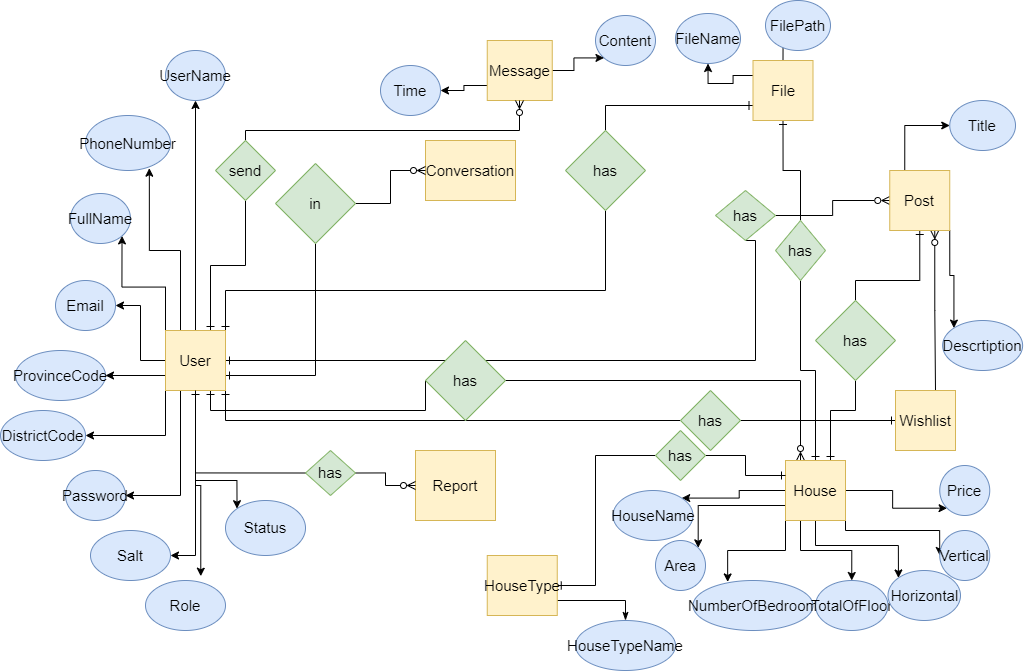 FilePath
FileName
Content
Message
UserName
Time
File
Title
PhoneNumber
send
Conversation
has
in
Post
has
FullName
has
Email
has
Descrtiption
User
ProvinceCode
has
has
Wishlist
DistrictCode
has
has
Report
House
Price
Password
HouseName
Status
Salt
Area
Vertical
HouseType
Role
NumberOfBedroom
TotalOfFloor
Horizontal
HouseTypeName